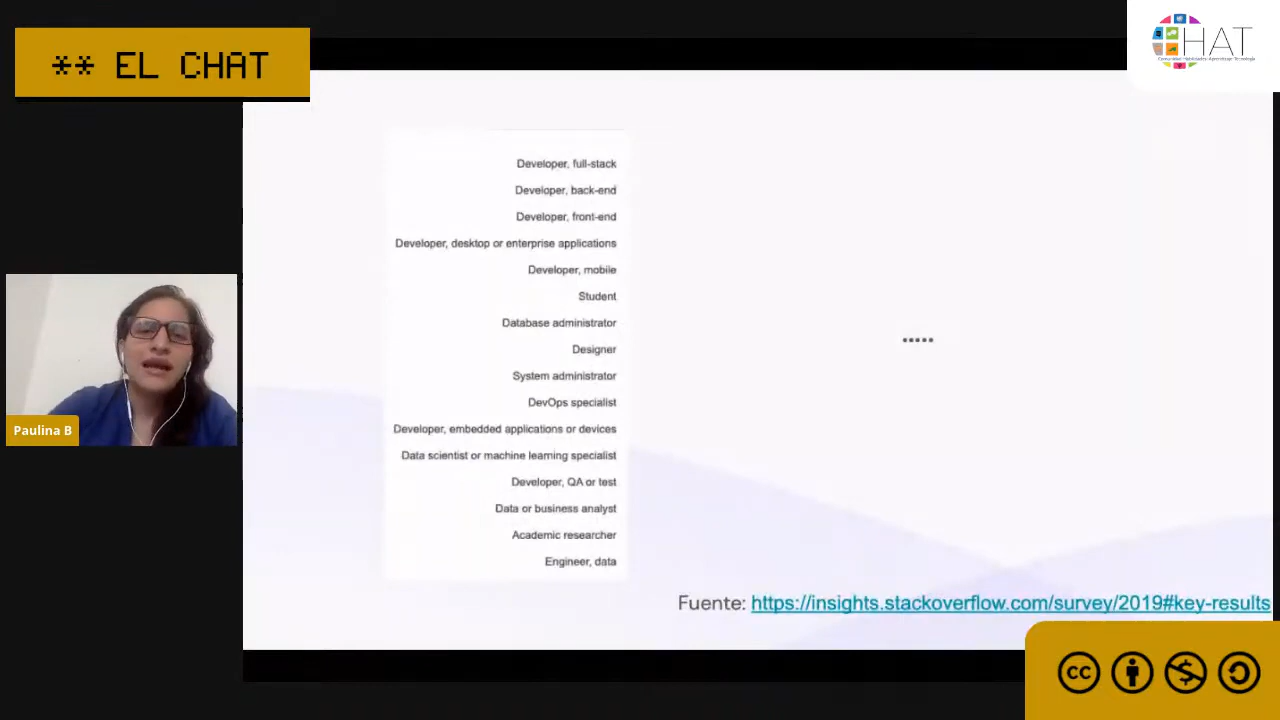 ** EL CHAT
HAT
Developer, full-stack
Developer, back-end
Developer, front-end
Developer, desktop or enterprise applications
Developer, mobile
Student
Database administrator
Designer
System administrator
DevOps specialist
Developer, embedded applications or devices
Data scientist or machine learning specialist
Developer, QA or test
Data or business analyst
Academic researcher
Engineer, data
.....
Paulina B
Fuente: https://insights.stackoverflow.com/survey/2019#key-results
cc